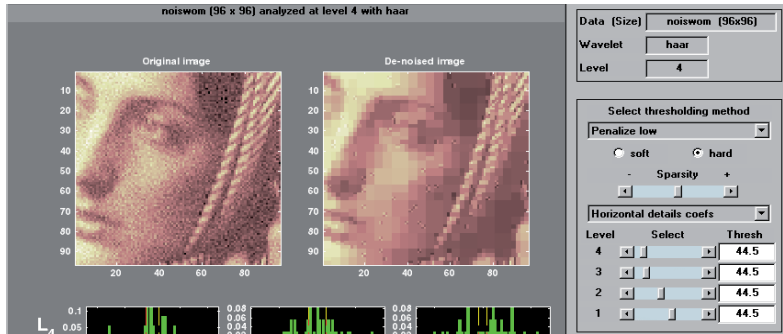 noiswom (96 x 96) analyzed at level 4 with haar
Original image
De-noised image
10
20
30
40
50
60
70
80
90
20 40 60 80
10
20
30
40
50
60
70
80
90
20 40 60 80
L4
0.1
0.05
0.08
0.06
0.04
0.02
0.08
0.06
0.04
0.02
Data (Size) noiswom (96x96)
Wavelet haar
Level 4
Select thresholding method
Penalize low
soft hard
- Sparsity +
Horizontal details coefs
Level Select Thresh
4 44.5
3 44.5
2 44.5
1 44.5